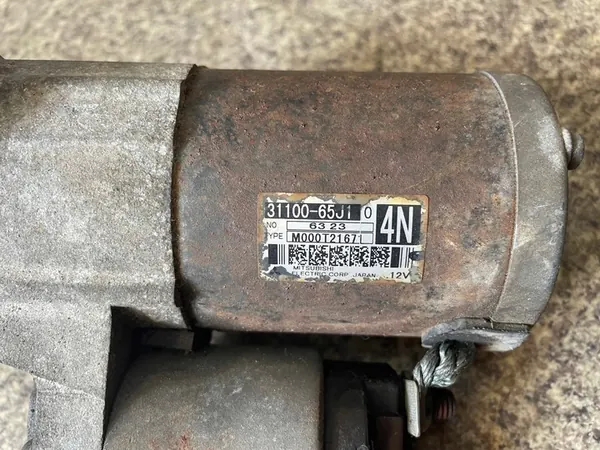 31100-65J1 0
4N
NO 6323
TYPE M000T21671
MITSUBISHI
ELECTRIC CORP. JAPAN 12V